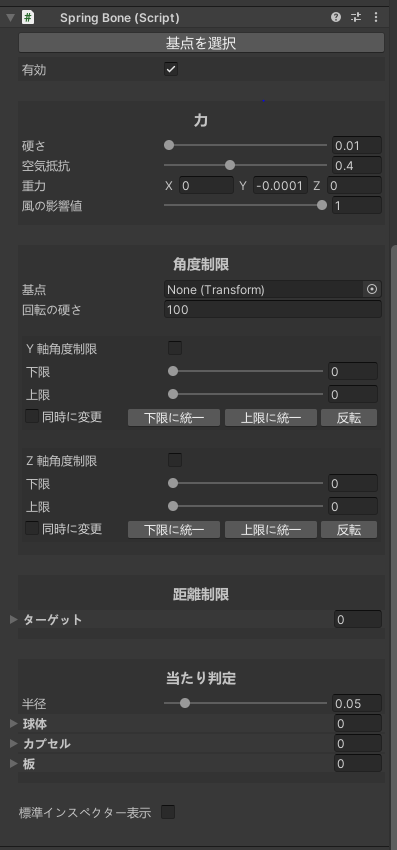 Spring Bone (Script)
基点を選択
有効
力
硬さ 0.01
空気抵抗 0.4
重力 X 0 Y -0.0001 Z 0
風の影響値 1
角度制限
基点 None (Transform)
回転の硬さ 100
Y 軸角度制限
下限 0
上限 0
同時に変更 下限に統一 上限に統一 反転
Z 軸角度制限
下限 0
上限 0
同時に変更 下限に統一 上限に統一 反転
距離制限
ターゲット 0
当たり判定
半径 0.05
球体 0
カプセル 0
板 0
標準インスペクター表示